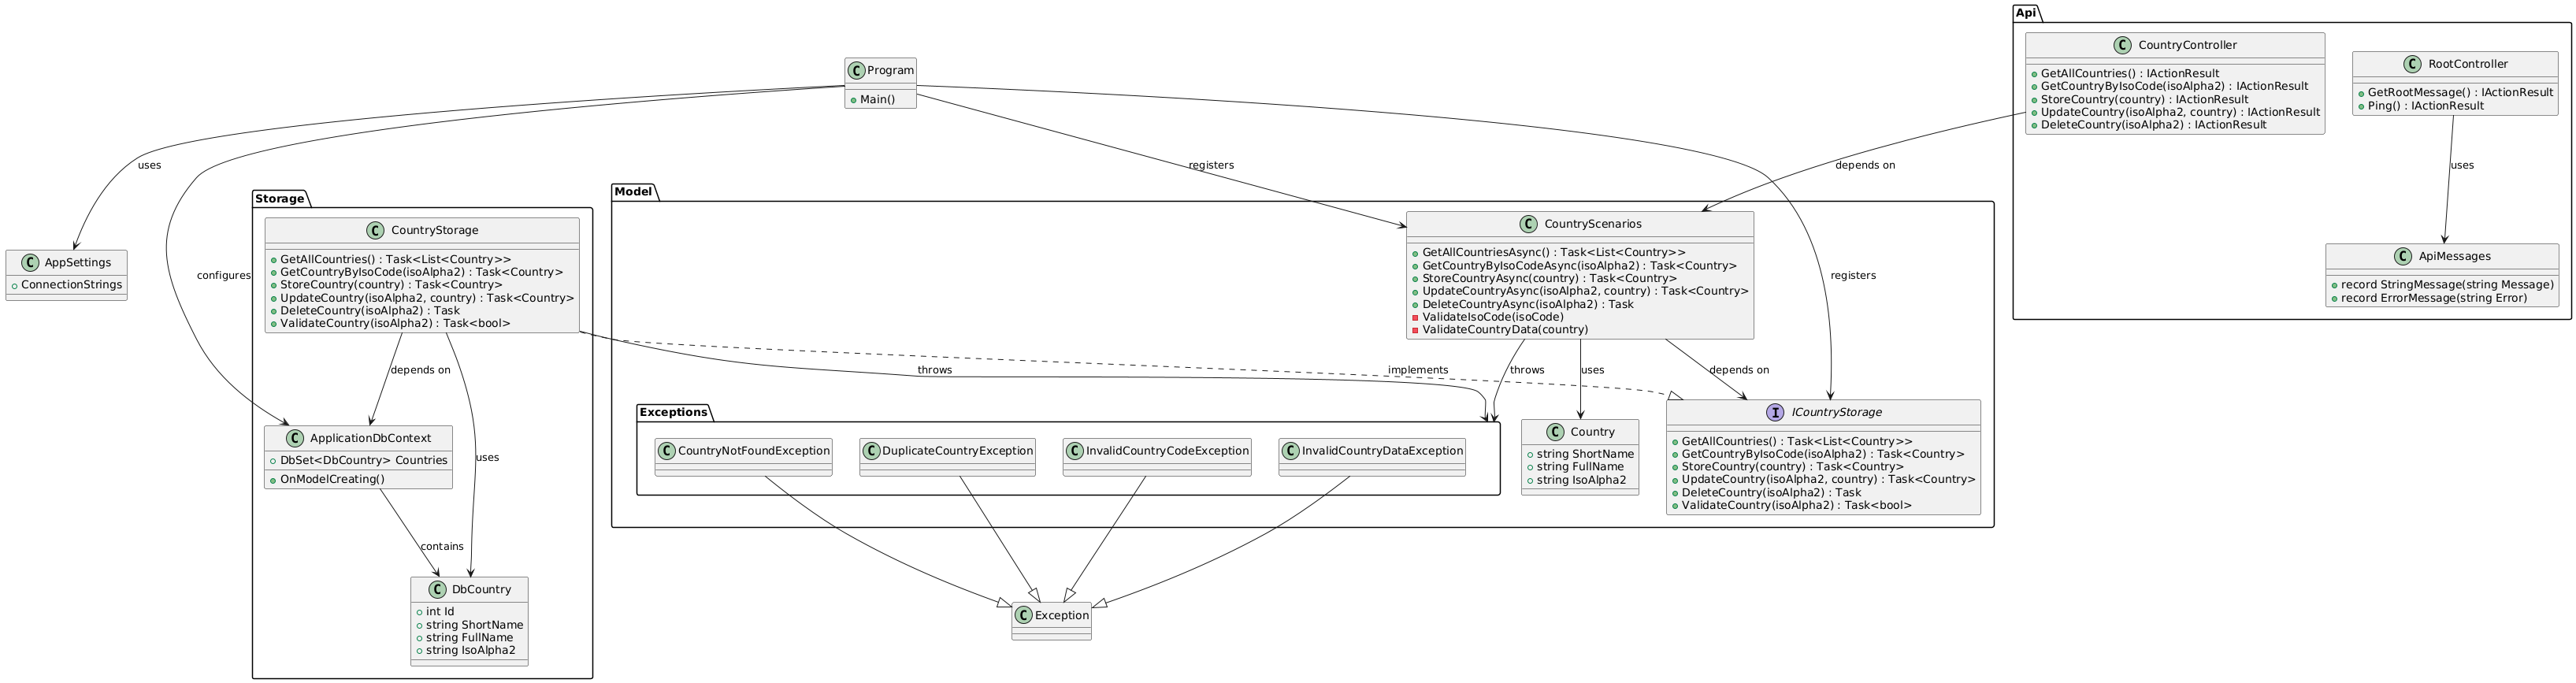 Api
C CountryController
GetAllCountries() : IActionResult
GetCountryByIsoCode(isoAlpha2) : IActionResult
StoreCountry(country) : IActionResult
UpdateCountry(isoAlpha2, country) : IActionResult
DeleteCountry(isoAlpha2) : IActionResult
C RootController
GetRootMessage() : IActionResult
Ping() : IActionResult
C Program
Main()
uses
registers
depends on
uses
Storage
Model
C CountryStorage
GetAllCountries() : Task<List<Country>>
GetCountryByIsoCode(isoAlpha2) : Task<Country>
StoreCountry(country) : Task<Country>
UpdateCountry(isoAlpha2, country) : Task<Country>
DeleteCountry(isoAlpha2) : Task
ValidateCountry(isoAlpha2) : Task<bool>
C CountryScenarios
GetAllCountriesAsync() : Task<List<Country>>
GetCountryByIsoCodeAsync(isoAlpha2) : Task<Country>
StoreCountryAsync(country) : Task<Country>
UpdateCountryAsync(isoAlpha2, country) : Task<Country>
DeleteCountryAsync(isoAlpha2) : Task
ValidateIsoCode(isoCode)
ValidateCountryData(country)
C AppSettings
ConnectionStrings
configures
registers
C ApiMessages
record StringMessage(string Message)
record ErrorMessage(string Error)
depends on
throws
implements
throws
uses
depends on
Exceptions
C CountryNotFoundException
C DuplicateCountryException
C InvalidCountryCodeException
C InvalidCountryDataException
C Country
string ShortName
string FullName
string IsoAlpha2
I ICountryStorage
GetAllCountries() : Task<List<Country>>
GetCountryByIsoCode(isoAlpha2) : Task<Country>
StoreCountry(country) : Task<Country>
UpdateCountry(isoAlpha2, country) : Task<Country>
DeleteCountry(isoAlpha2) : Task
ValidateCountry(isoAlpha2) : Task<bool>
C ApplicationDbContext
DbSet<DbCountry> Countries
OnModelCreating()
uses
contains
C DbCountry
int Id
string ShortName
string FullName
string IsoAlpha2
C Exception